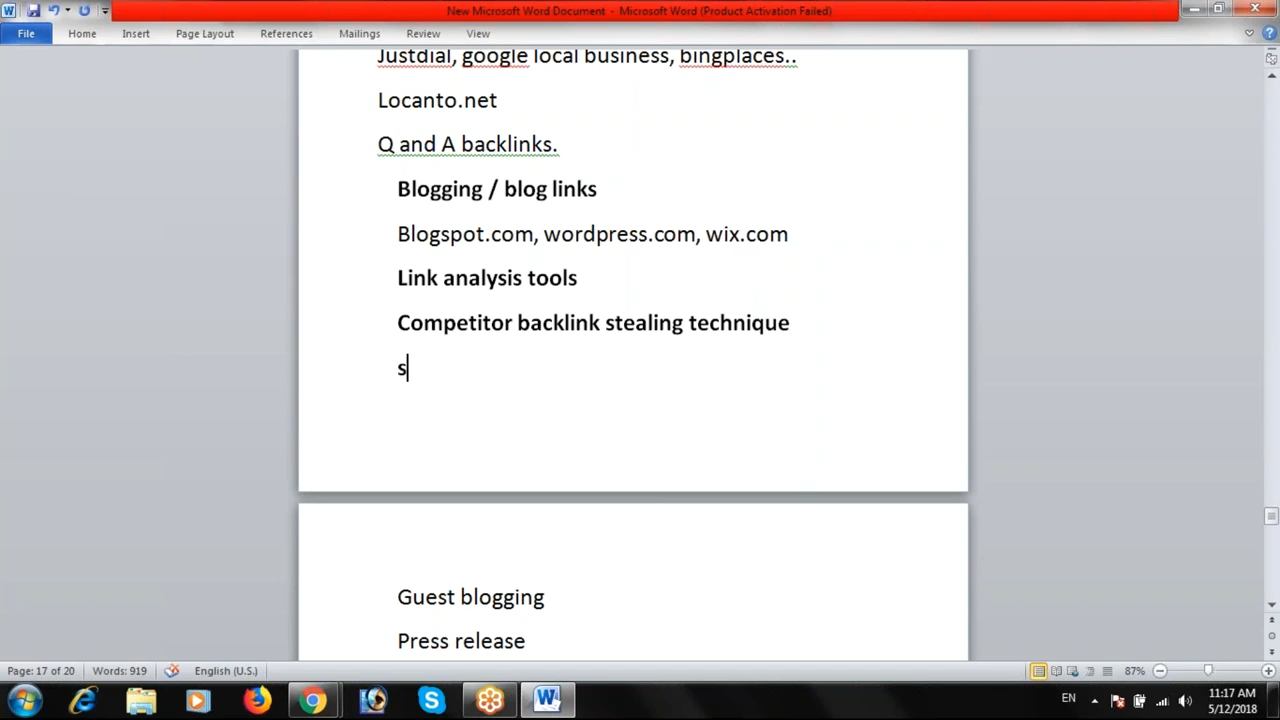 New Microsoft Word Document - Microsoft Word (Product Activation Failed)
File Home Insert Page Layout References Mailings Review View
Justdial, google local business, bingplaces..
Locanto.net
Q and A backlinks.
Blogging / blog links
Blogspot.com, wordpress.com, wix.com
Link analysis tools
Competitor backlink stealing technique
s
Guest blogging
Press release
Page: 17 of 20 Words: 919 English (U.S.) 87%
EN 11:17 AM
5/12/2018